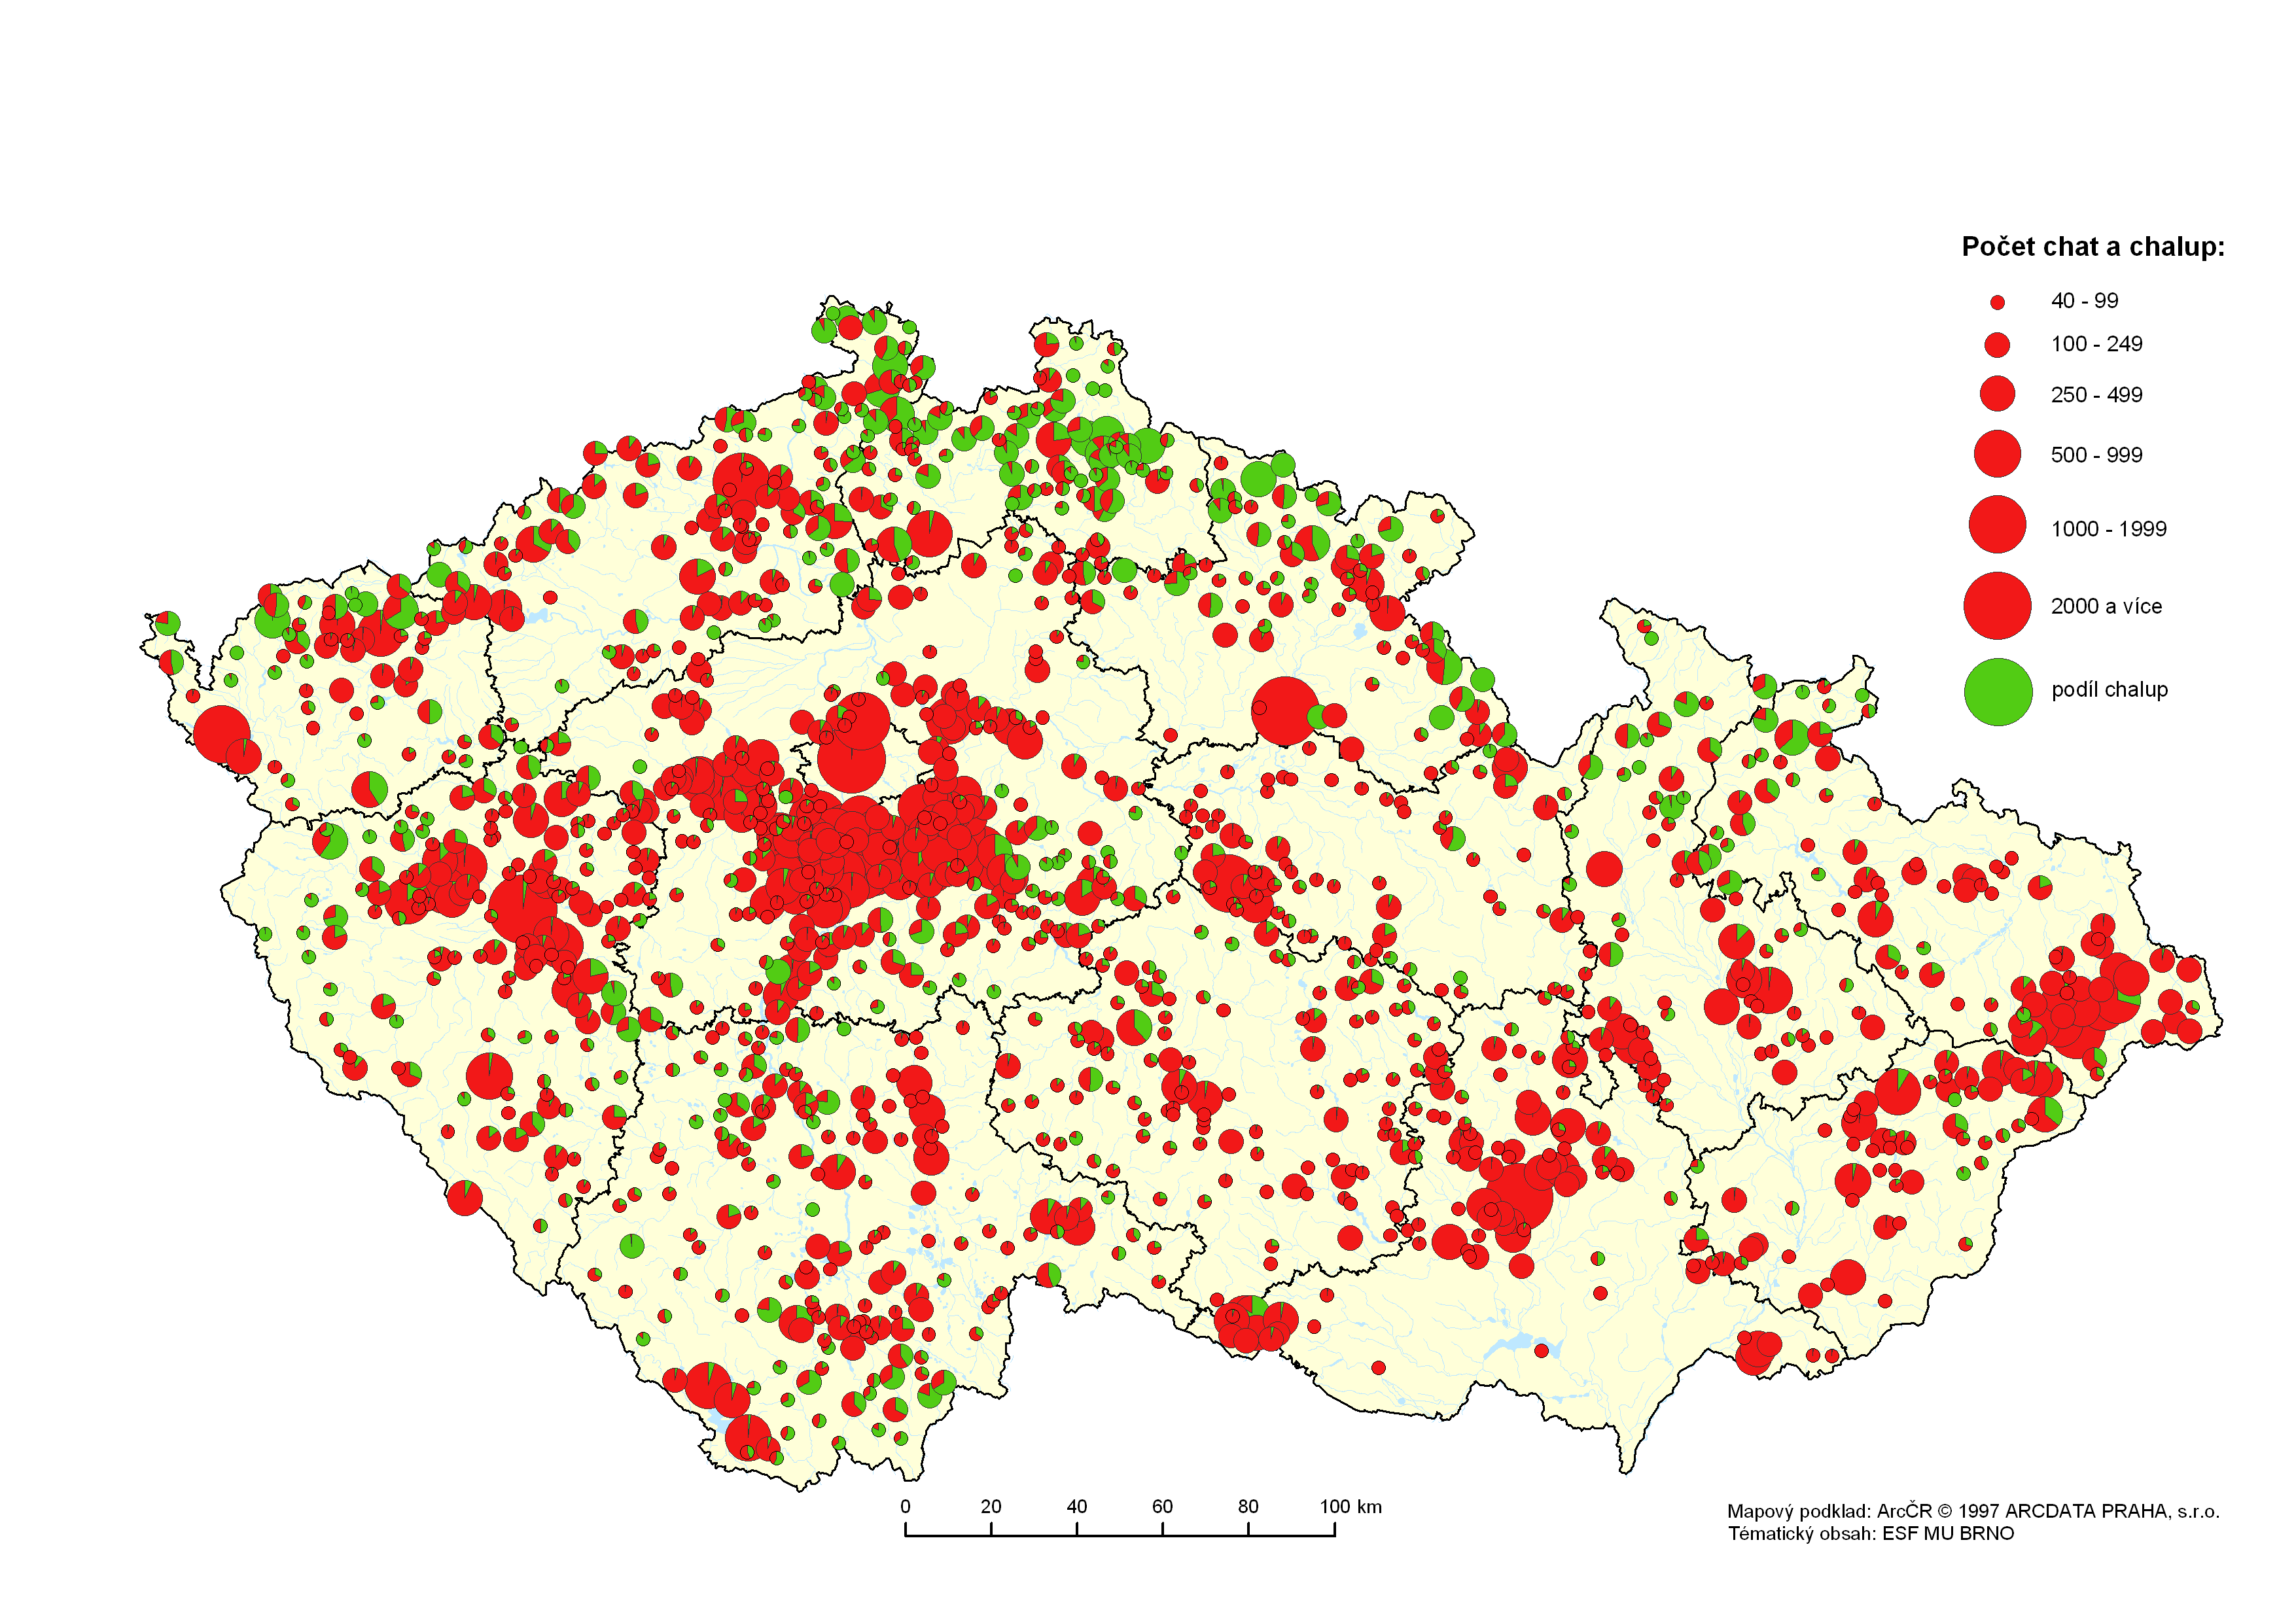 Počet chat a chalup:
40 - 99
100 - 249
250 - 499
500 - 999
1000 - 1999
2000 a více
podíl chalup
0 20 40 60 80 100 km
Mapový podklad: ArcČR © 1997 ARCDATA PRAHA, s.r.o.
Tématický obsah: ESF MU BRNO